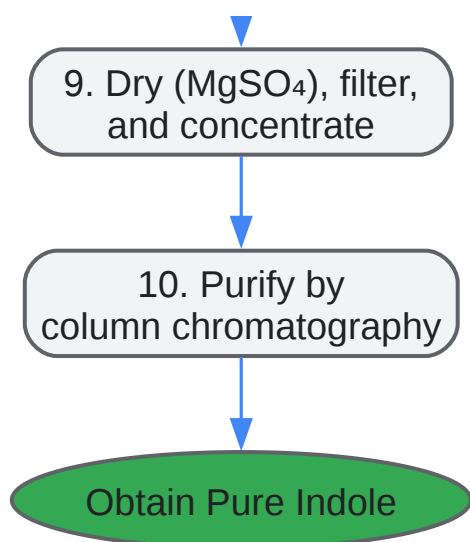 9. Dry (MgSO₄), filter,
and concentrate
10. Purify by
column chromatography
Obtain Pure Indole